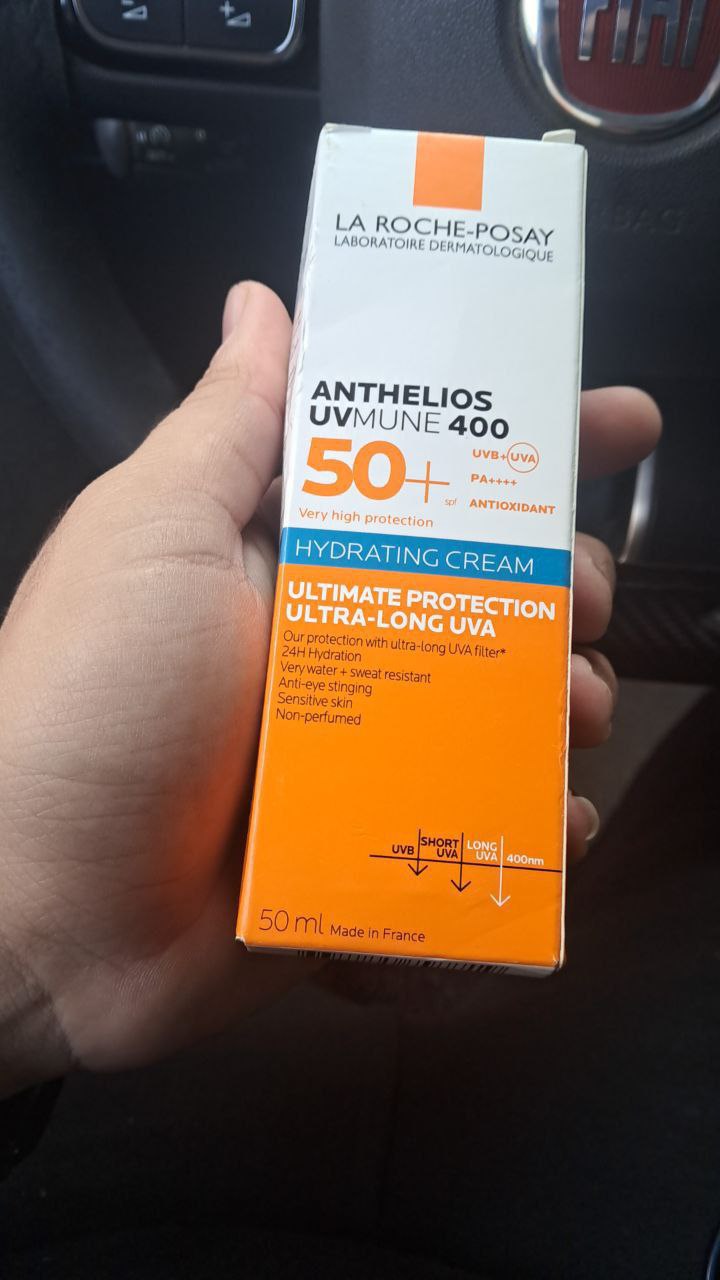 FIAT
LA ROCHE-POSAY
LABORATOIRE DERMATOLOGIQUE
ANTHELIOS
UVMUNE 400
50+ spf
UVB+UVA
PA++++
ANTIOXIDANT
Very high protection
HYDRATING CREAM
ULTIMATE PROTECTION
ULTRA-LONG UVA
Our protection with ultra-long UVA filter*
24H Hydration
Very water + sweat resistant
Anti-eye stinging
Sensitive skin
Non-perfumed
UVB
SHORT
UVA
LONG
UVA
400nm
50 ml Made in France